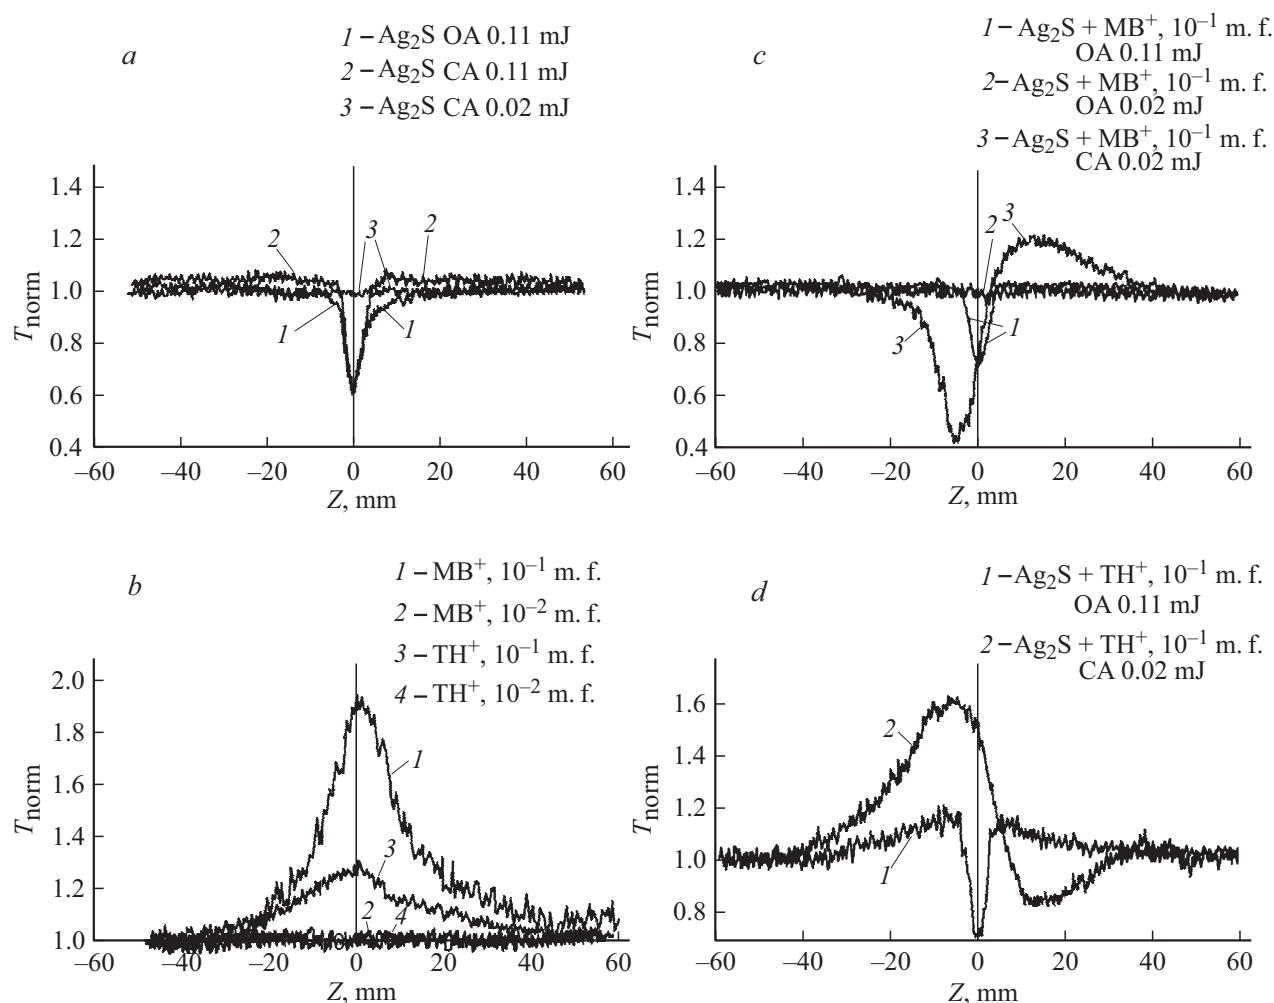 a
1 – Ag2S OA 0.11 mJ
2 – Ag2S CA 0.11 mJ
3 – Ag2S CA 0.02 mJ
1.4
1.2
1.0
0.8
0.6
0.4
Tnorm
2
3
2
1
1
–60
–40
–20
0
20
40
60
Z, mm
c
1 – Ag2S + MB+, 10–1 m. f.
OA 0.11 mJ
2–Ag2S + MB+, 10–1 m. f.
OA 0.02 mJ
3 – Ag2S + MB+, 10–1 m. f.
CA 0.02 mJ
1.4
1.2
1.0
0.8
0.6
0.4
Tnorm
2
3
1
3
–60
–40
–20
0
20
40
60
Z, mm
b
1 – MB+, 10–1 m. f.
2 – MB+, 10–2 m. f.
3 – TH+, 10–1 m. f.
4 – TH+, 10–2 m. f.
2.0
1.8
1.6
1.4
1.2
1.0
Tnorm
1
3
2
4
–60
–40
–20
0
20
40
60
Z, mm
d
1 – Ag2S + TH+, 10–1 m. f.
OA 0.11 mJ
2 – Ag2S + TH+, 10–1 m. f.
CA 0.02 mJ
1.6
1.4
1.2
1.0
0.8
Tnorm
2
1
–60
–40
–20
0
20
40
60
Z, mm